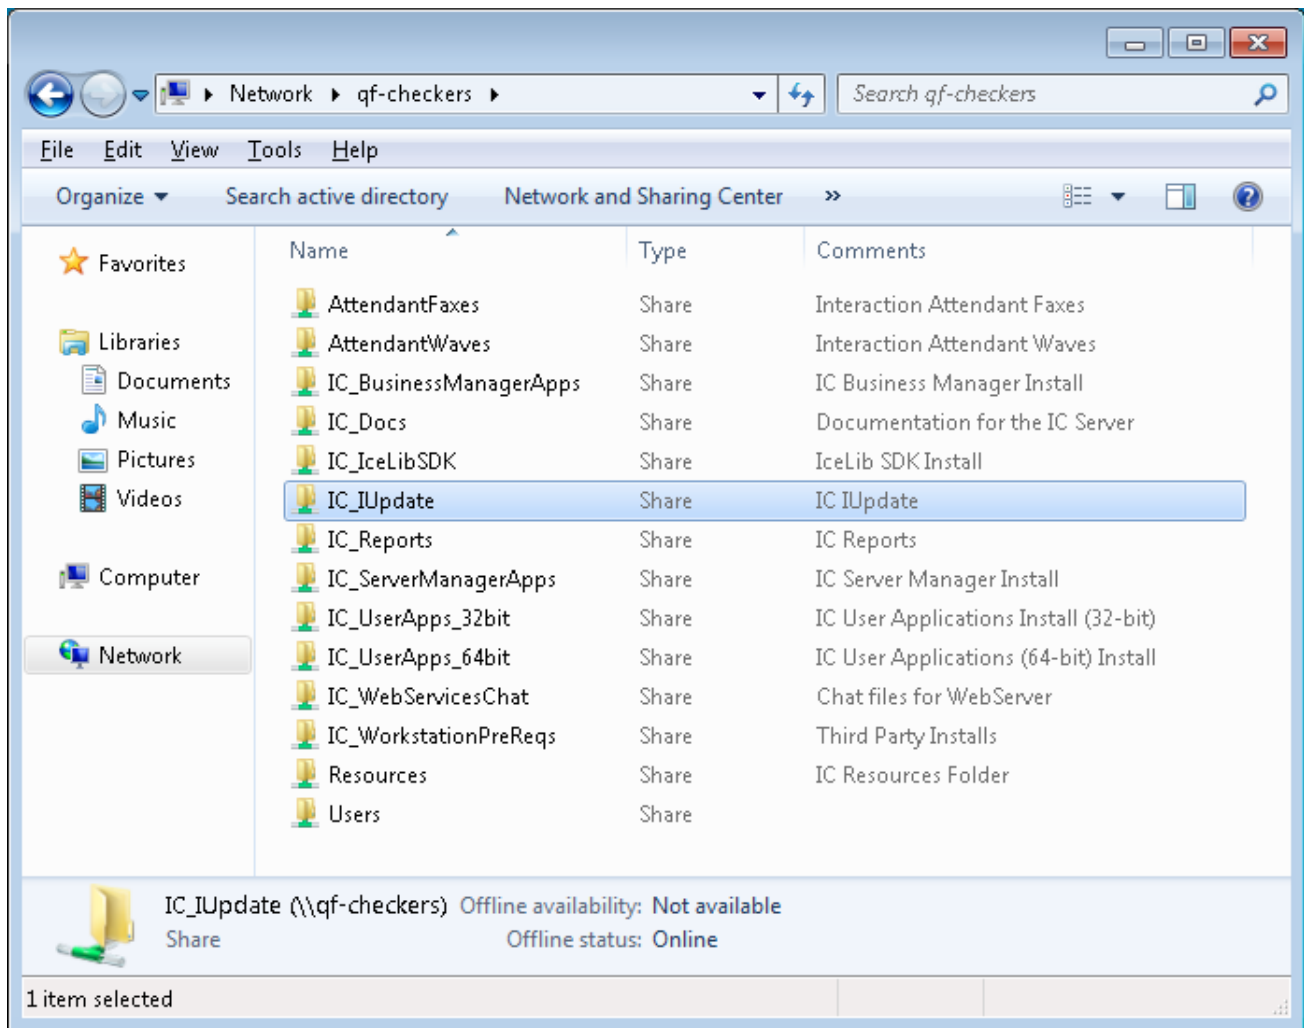 Network ▸ qf-checkers ▸ Search qf-checkers
File Edit View Tools Help
Organize Search active directory Network and Sharing Center »
Favorites
Libraries
Documents
Music
Pictures
Videos
Computer
Network
Name Type Comments
AttendantFaxes Share Interaction Attendant Faxes
AttendantWaves Share Interaction Attendant Waves
IC_BusinessManagerApps Share IC Business Manager Install
IC_Docs Share Documentation for the IC Server
IC_IceLibSDK Share IceLib SDK Install
IC_IUpdate Share IC IUpdate
IC_Reports Share IC Reports
IC_ServerManagerApps Share IC Server Manager Install
IC_UserApps_32bit Share IC User Applications Install (32-bit)
IC_UserApps_64bit Share IC User Applications (64-bit) Install
IC_WebServicesChat Share Chat files for WebServer
IC_WorkstationPreReqs Share Third Party Installs
Resources Share IC Resources Folder
Users Share
IC_IUpdate (\\qf-checkers) Offline availability: Not available
Share Offline status: Online
1 item selected